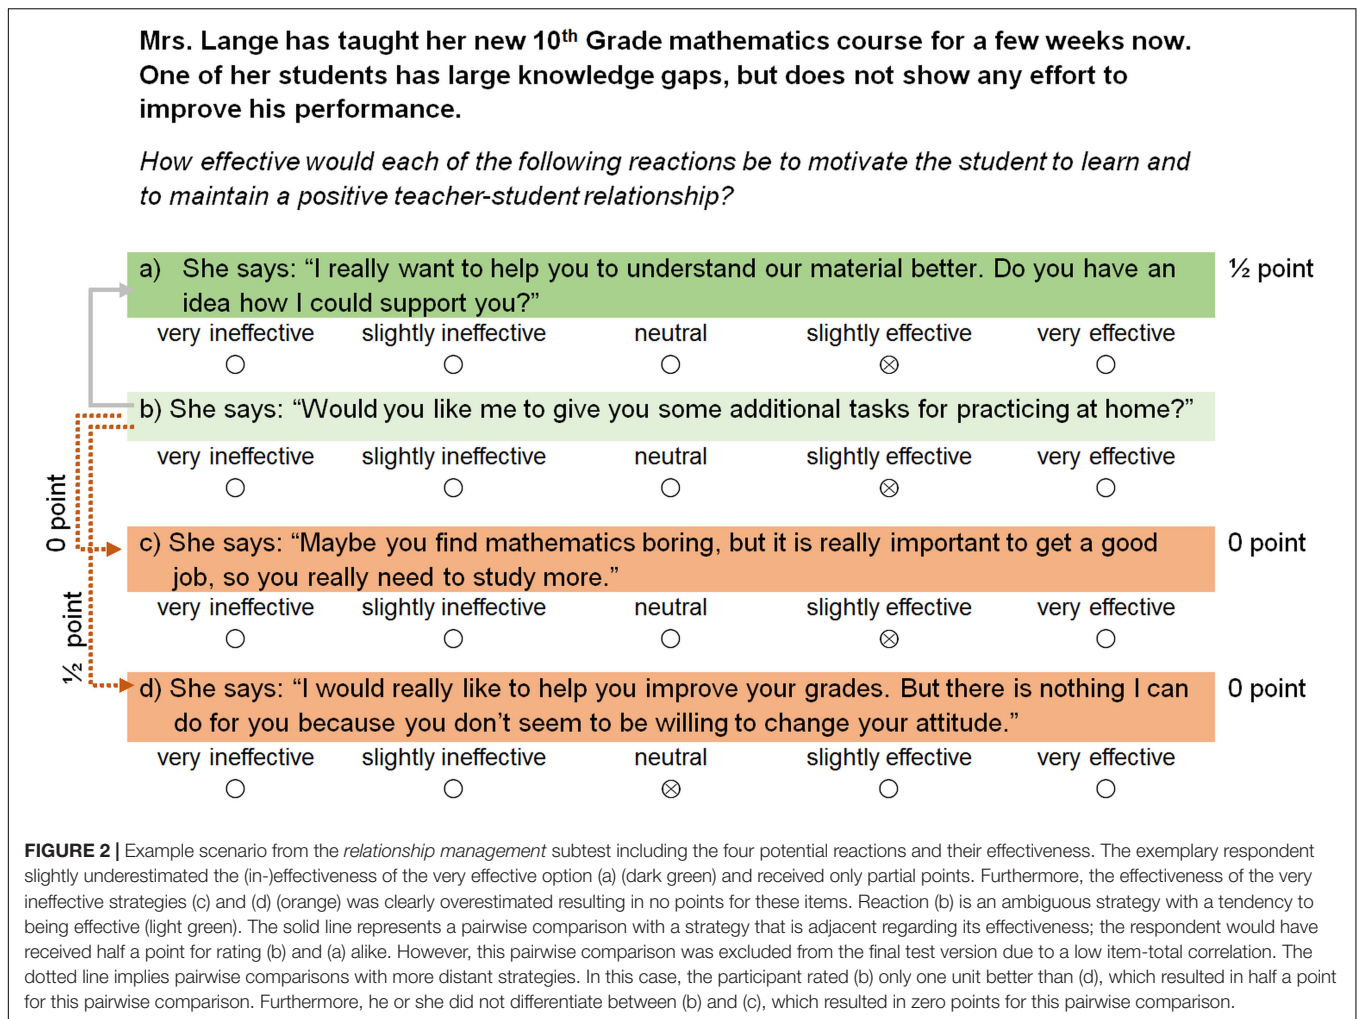 Mrs. Lange has taught her new 10th Grade mathematics course for a few weeks now.
One of her students has large knowledge gaps, but does not show any effort to
improve his performance.
How effective would each of the following reactions be to motivate the student to learn and
to maintain a positive teacher-student relationship?
a) She says: “I really want to help you to understand our material better. Do you have an
idea how I could support you?”
½ point
very ineffective slightly ineffective neutral slightly effective very effective
b) She says: “Would you like me to give you some additional tasks for practicing at home?”
very ineffective slightly ineffective neutral slightly effective very effective
0 point
c) She says: “Maybe you find mathematics boring, but it is really important to get a good
job, so you really need to study more.”
0 point
very ineffective slightly ineffective neutral slightly effective very effective
½ point
d) She says: “I would really like to help you improve your grades. But there is nothing I can
do for you because you don’t seem to be willing to change your attitude.”
0 point
very ineffective slightly ineffective neutral slightly effective very effective
FIGURE 2 | Example scenario from the relationship management subtest including the four potential reactions and their effectiveness. The exemplary respondent
slightly underestimated the (in-)effectiveness of the very effective option (a) (dark green) and received only partial points. Furthermore, the effectiveness of the very
ineffective strategies (c) and (d) (orange) was clearly overestimated resulting in no points for these items. Reaction (b) is an ambiguous strategy with a tendency to
being effective (light green). The solid line represents a pairwise comparison with a strategy that is adjacent regarding its effectiveness; the respondent would have
received half a point for rating (b) and (a) alike. However, this pairwise comparison was excluded from the final test version due to a low item-total correlation. The
dotted line implies pairwise comparisons with more distant strategies. In this case, the participant rated (b) only one unit better than (d), which resulted in half a point
for this pairwise comparison. Furthermore, he or she did not differentiate between (b) and (c), which resulted in zero points for this pairwise comparison.